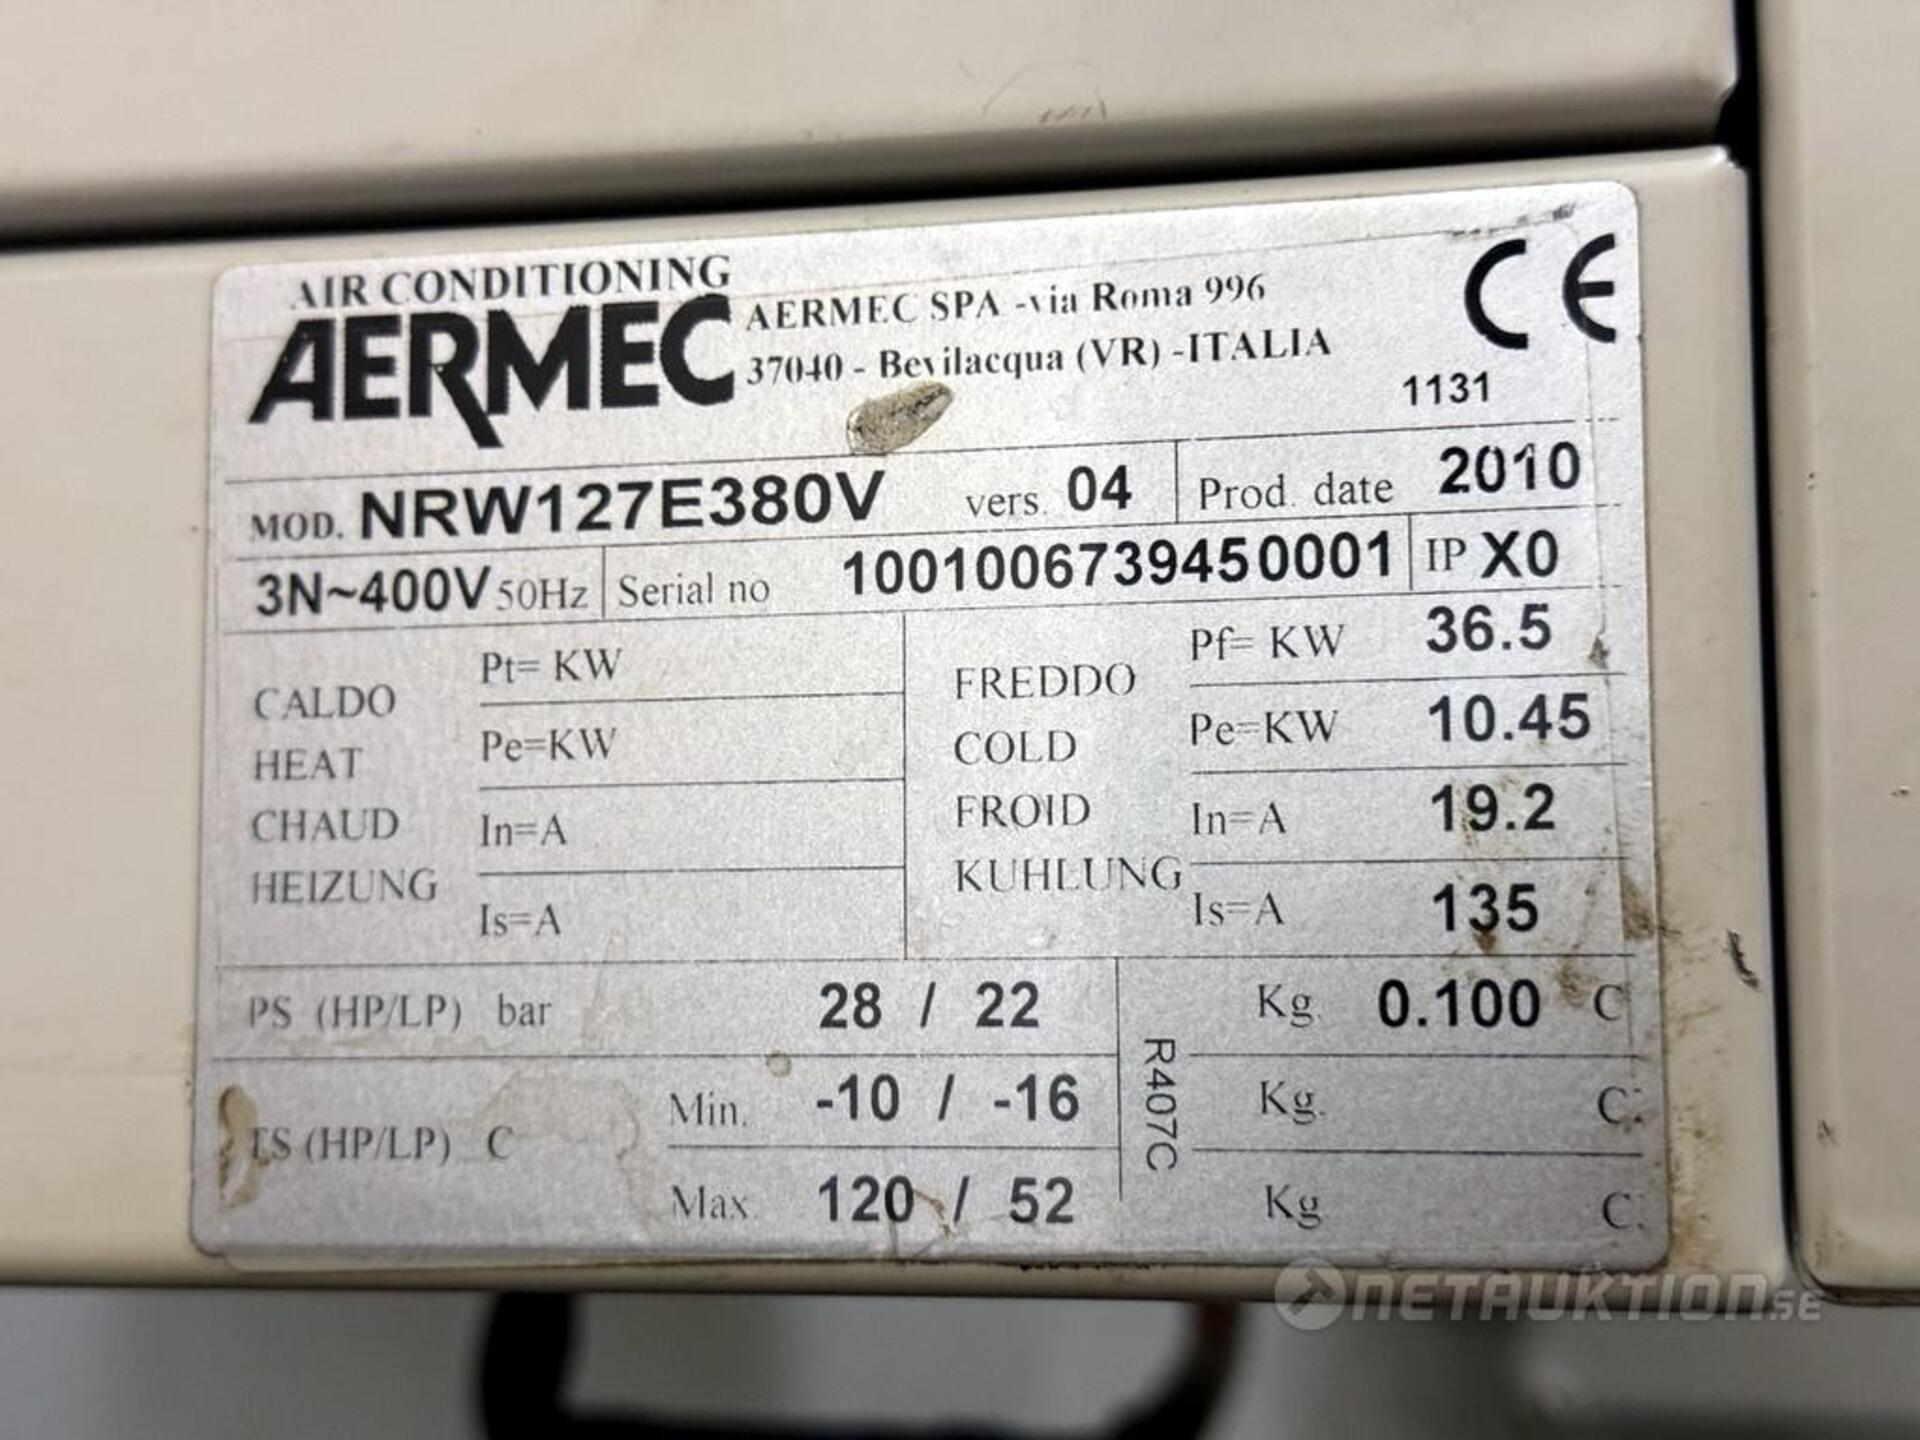 AIR CONDITIONING
AERMEC
AERMEC SPA -via Roma 996
37040 - Bevilacqua (VR) -ITALIA
CE
1131
MOD. NRW127E380V vers. 04 Prod. date 2010
3N~400V 50Hz Serial no 1001006739450001 IP X0
CALDO
HEAT
CHAUD
HEIZUNG
Pt= KW
Pe=KW
In=A
Is=A
FREDDO
COLD
FROID
KUHLUNG
Pf= KW 36.5
Pe=KW 10.45
In=A 19.2
Is=A 135
PS (HP/LP) bar 28 / 22
TS (HP/LP) C
Min. -10 / -16
Max. 120 / 52
R407C
Kg. 0.100 C
Kg. C:
Kg C:
NETAUKTION.SE